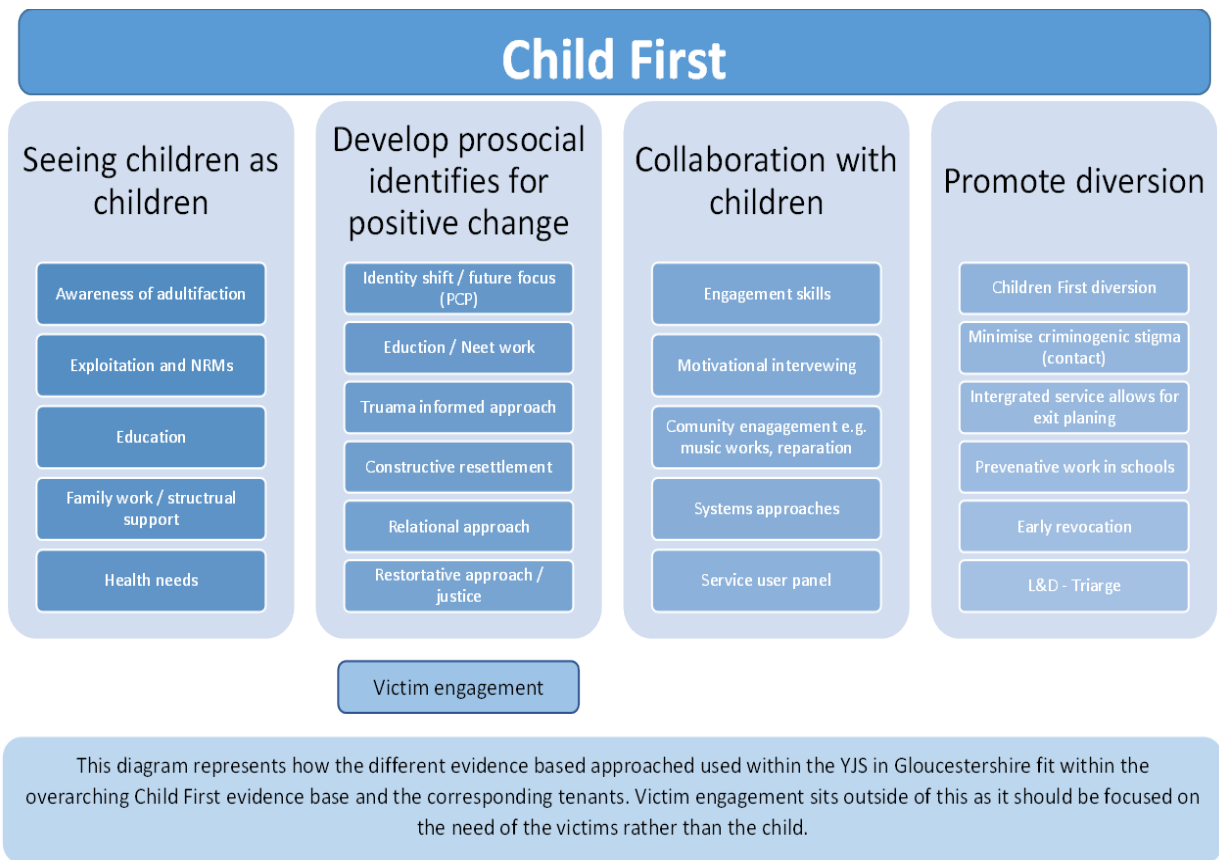 Child First
Seeing children as
children
Awareness of adultifaction
Exploitation and NRMs
Education
Family work / structrual
support
Health needs
Develop prosocial
identifies for
positive change
Identity shift / future focus
(PCP)
Eduction / Neet work
Truama informed approach
Constructive resettlement
Relational approach
Restortative approach /
justice
Collaboration with
children
Engagement skills
Motivational intervewing
Comunity enagagement e.g.
music works, reparation
Systems approaches
Service user panel
Promote diversion
Children First diversion
Minimise criminogenic stigma
(contact)
Intergrated service allows for
exit planing
Prevenative work in schools
Early revocation
L&D - Triarge
Victim engagement
This diagram represents how the different evidence based approached used within the YJS in Gloucestershire fit within the
overarching Child First evidence base and the corresponding tenants. Victim engagement sits outside of this as it should be focused on
the need of the victims rather than the child.